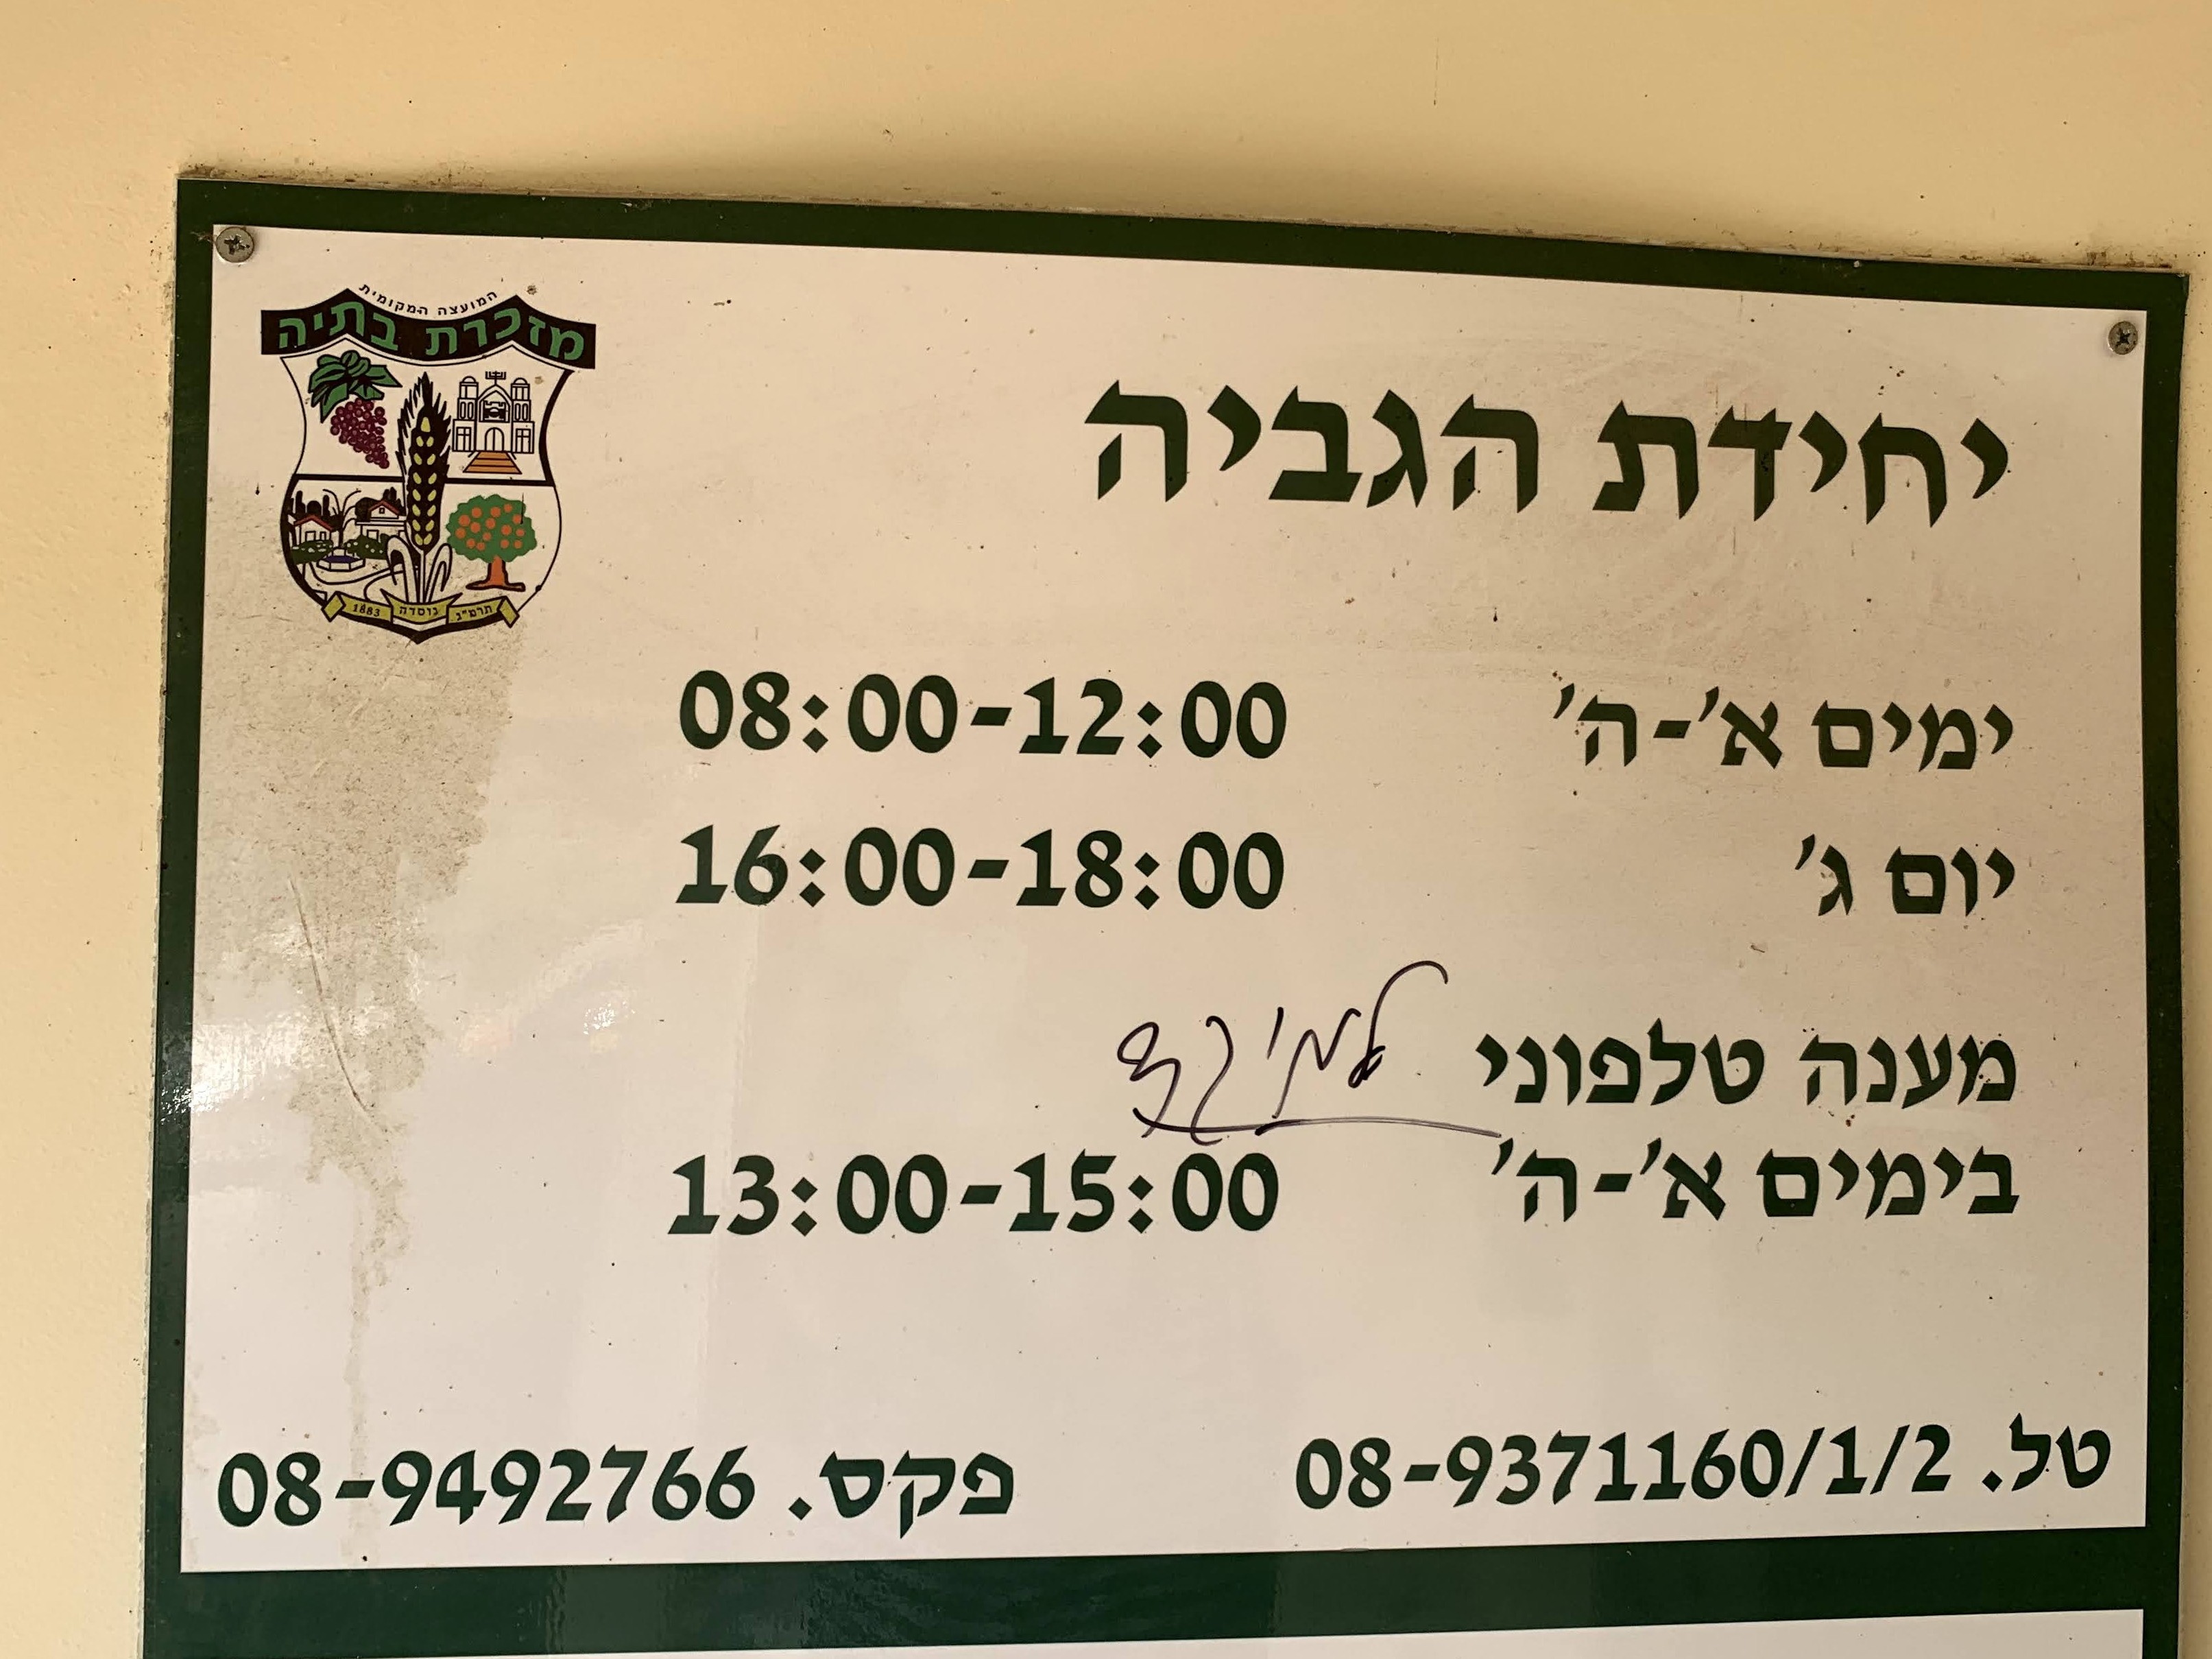 המועצה המקומית
מזכרת בתיה
1883 נוסדה תרמ"ג
יחידת הגביה
ימים א'-ה' 08:00-12:00
יום ג' 16:00-18:00
מענה טלפוני
בימים א'-ה' 13:00-15:00
טל. 08-9371160/1/2 פקס. 08-9492766